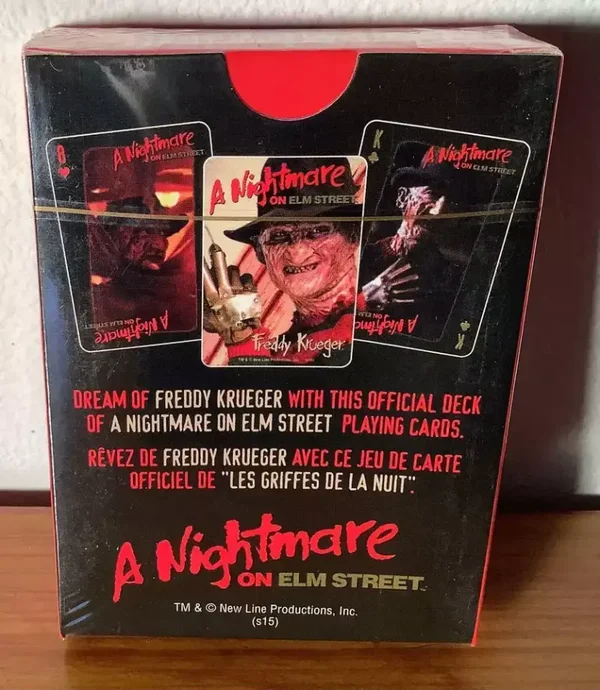 8
A Nightmare
ON ELM STREET
A Nightmare
ON ELM STREET
A Nightmare
ON ELM STREET
Freddy Krueger
K
A Nightmare
ON ELM STREET
A Nightmare
ON ELM STREET
K
DREAM OF FREDDY KRUEGER WITH THIS OFFICIAL DECK
OF A NIGHTMARE ON ELM STREET PLAYING CARDS.
RÊVEZ DE FREDDY KRUEGER AVEC CE JEU DE CARTE
OFFICIEL DE "LES GRIFFES DE LA NUIT".
A Nightmare
ON ELM STREET™
TM & © New Line Productions, Inc.
(s15)